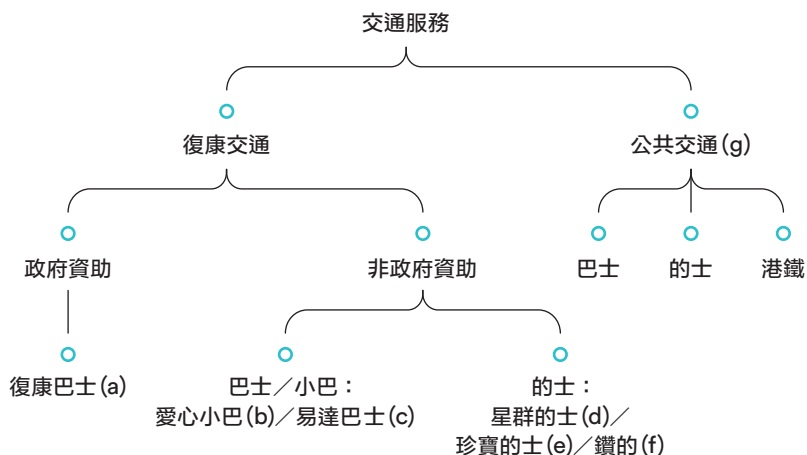 交通服務
復康交通
公共交通(g)
政府資助
非政府資助
巴士
的士
港鐵
復康巴士(a)
巴士／小巴：
愛心小巴(b)／易達巴士(c)
的士：
星群的士(d)／
珍寶的士(e)／鑽的(f)